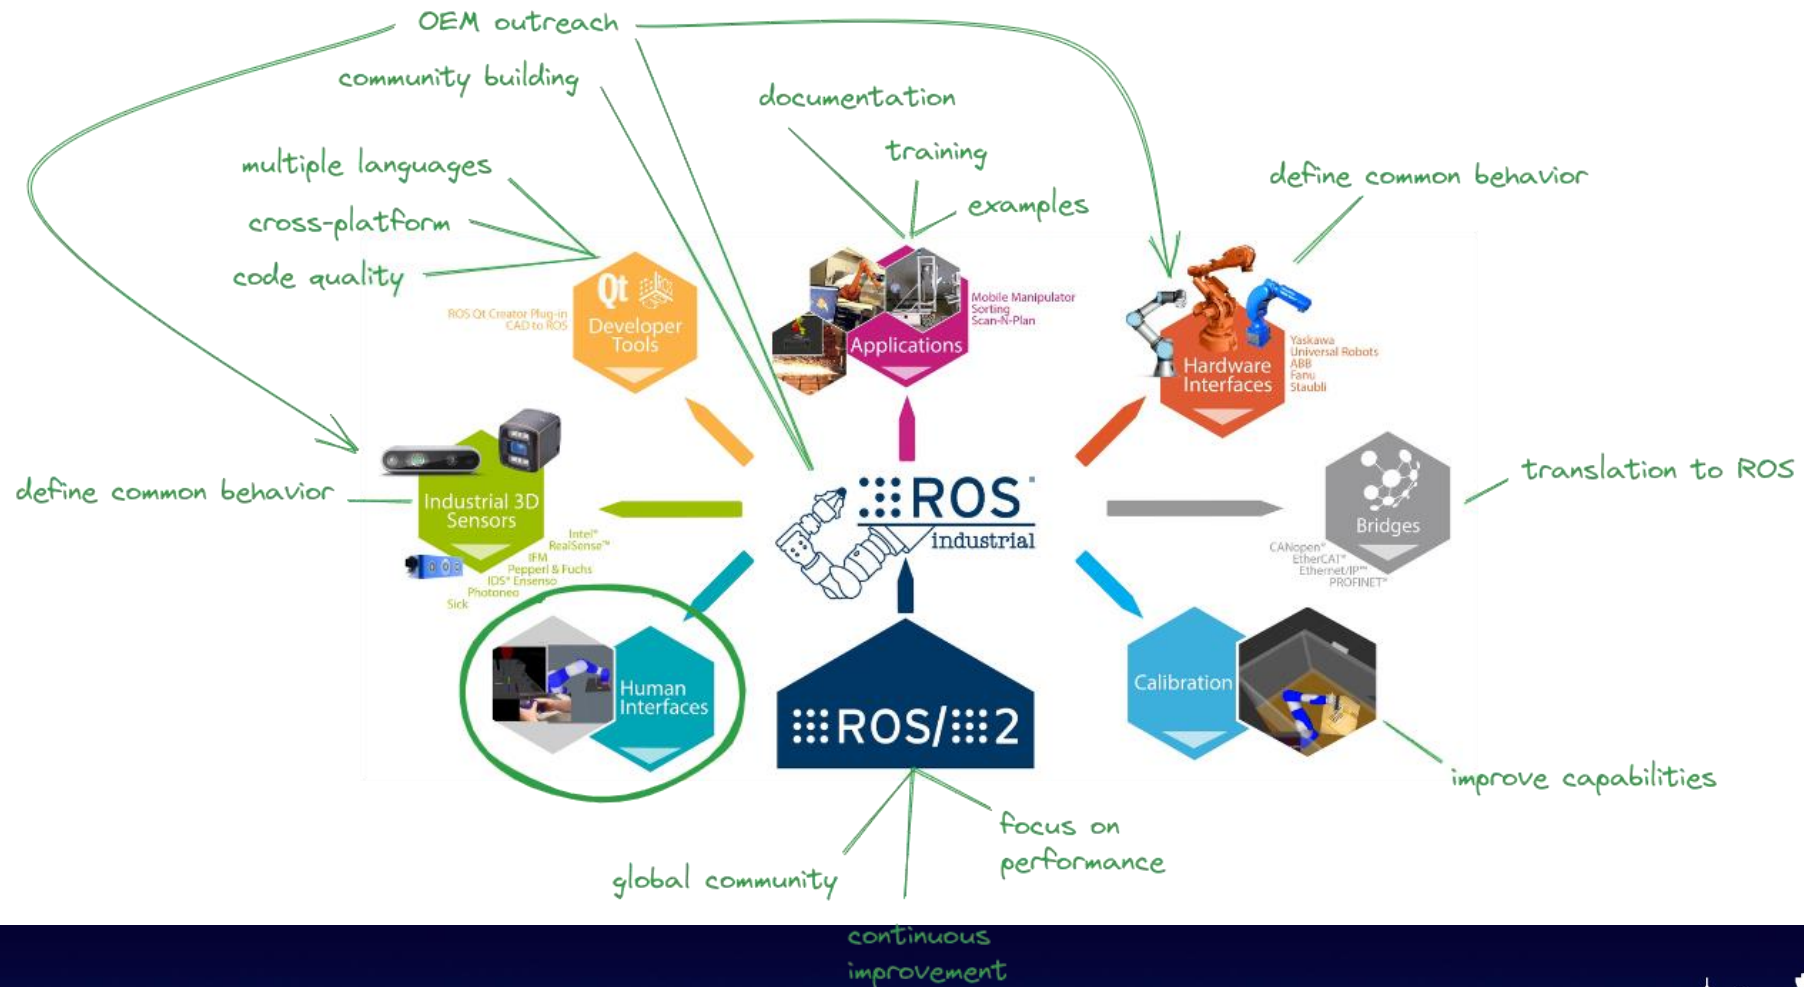 OEM outreach
community building
documentation
training
examples
multiple languages
cross-platform
code quality
define common behavior
ROS Qt Creator Plug-in
CAD to ROS
Qt
Developer
Tools
Applications
Mobile Manipulator
Sorting
Scan-N-Plan
Hardware
Interfaces
Yaskawa
Universal Robots
ABB
Fanu
Staubli
define common behavior
Industrial 3D
Sensors
Intel®
RealSense™
IFM
Pepperl & Fuchs
IDS® Ensenso
Photoneo
Sick
ROS
industrial
Bridges
translation to ROS
CANopen®
EtherCAT®
Ethernet/IP™
PROFINET®
Human
Interfaces
ROS/2
Calibration
improve capabilities
focus on
performance
global community
continuous
improvement